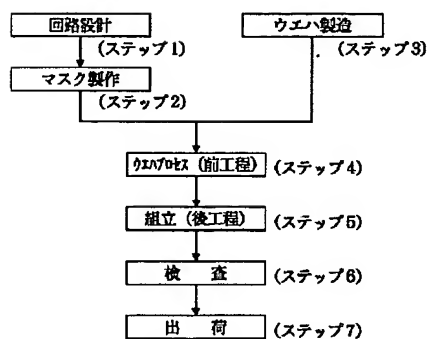 回路設計
(ステップ1)
ウエハ製造
(ステップ3)
マスク製作
(ステップ2)
ウエハプロセス (前工程)
(ステップ4)
組立 (後工程)
(ステップ5)
検 査
(ステップ6)
出 荷
(ステップ7)